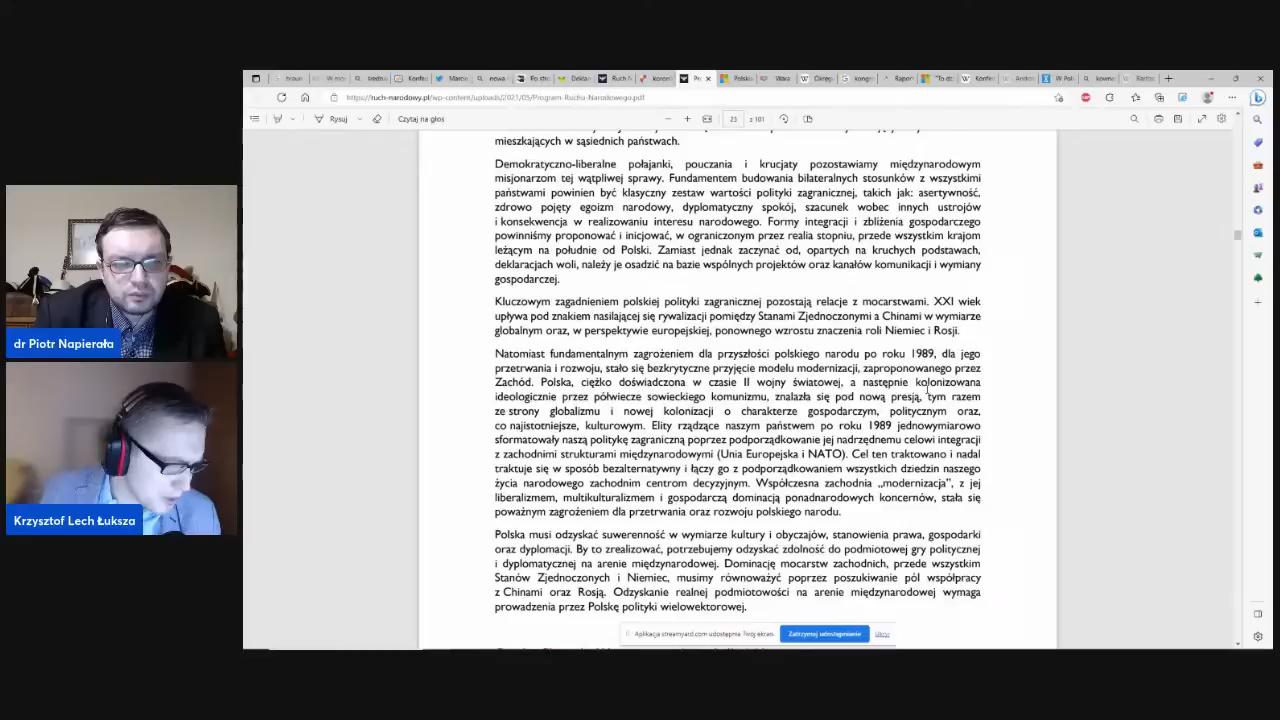 https://ruch-narodowy.pl/wp-content/uploads/2021/05/Program-Ruchu-Narodowego.pdf
Rysuj
Czytaj na głos
23
z 101
mieszkających w sąsiednich państwach.
Demokratyczno-liberalne połajanki, pouczania i krucjaty pozostawiamy międzynarodowym
misjonarzom tej wątpliwej sprawy. Fundamentem budowania bilateralnych stosunków z wszystkimi
państwami powinien być klasyczny zestaw wartości polityki zagranicznej, takich jak: asertywność,
zdrowo pojęty egoizm narodowy, dyplomatyczny spokój, szacunek wobec innych ustrojów
i konsekwencja w realizowaniu interesu narodowego. Formy integracji i zbliżenia gospodarczego
powinniśmy proponować i inicjować, w ograniczonym przez realia stopniu, przede wszystkim krajom
leżącym na południe od Polski. Zamiast jednak zaczynać od, opartych na kruchych podstawach,
deklaracjach woli, należy je osadzić na bazie wspólnych projektów oraz kanałów komunikacji i wymiany
gospodarczej.
Kluczowym zagadnieniem polskiej polityki zagranicznej pozostają relacje z mocarstwami. XXI wiek
upływa pod znakiem nasilającej się rywalizacji pomiędzy Stanami Zjednoczonymi a Chinami w wymiarze
globalnym oraz, w perspektywie europejskiej, ponownego wzrostu znaczenia roli Niemiec i Rosji.
Natomiast fundamentalnym zagrożeniem dla przyszłości polskiego narodu po roku 1989, dla jego
przetrwania i rozwoju, stało się bezkrytyczne przyjęcie modelu modernizacji, zaproponowanego przez
Zachód. Polska, ciężko doświadczona w czasie II wojny światowej, a następnie kolonizowana
ideologicznie przez półwiecze sowieckiego komunizmu, znalazła się pod nową presją, tym razem
ze strony globalizmu i nowej kolonizacji o charakterze gospodarczym, politycznym oraz,
co najistotniejsze, kulturowym. Elity rządzące naszym państwem po roku 1989 jednowymiarowo
sformatowały naszą politykę zagraniczną poprzez podporządkowanie jej nadrzędnemu celowi integracji
z zachodnimi strukturami międzynarodowymi (Unia Europejska i NATO). Cel ten traktowano i nadal
traktuje się w sposób bezalternatywny i łączy go z podporządkowaniem wszystkich dziedzin naszego
życia narodowego zachodnim centrom decyzyjnym. Współczesna zachodnia „modernizacja”, z jej
liberalizmem, multikulturalizmem i gospodarczą dominacją ponadnarodowych koncernów, stała się
poważnym zagrożeniem dla przetrwania oraz rozwoju polskiego narodu.
Polska musi odzyskać suwerenność w wymiarze kultury i obyczajów, stanowienia prawa, gospodarki
oraz dyplomacji. By to zrealizować, potrzebujemy odzyskać zdolność do podmiotowej gry politycznej
i dyplomatycznej na arenie międzynarodowej. Dominację mocarstw zachodnich, przede wszystkim
Stanów Zjednoczonych i Niemiec, musimy równoważyć poprzez poszukiwanie pól współpracy
z Chinami oraz Rosją. Odzyskanie realnej podmiotowości na arenie międzynarodowej wymaga
prowadzenia przez Polskę polityki wielowektorowej.
Aplikacja streamyard.com udostępnia Twój ekran.
Zatrzymaj udostępnianie
Ukryj
dr Piotr Napierała
Krzysztof Lech Łuksza